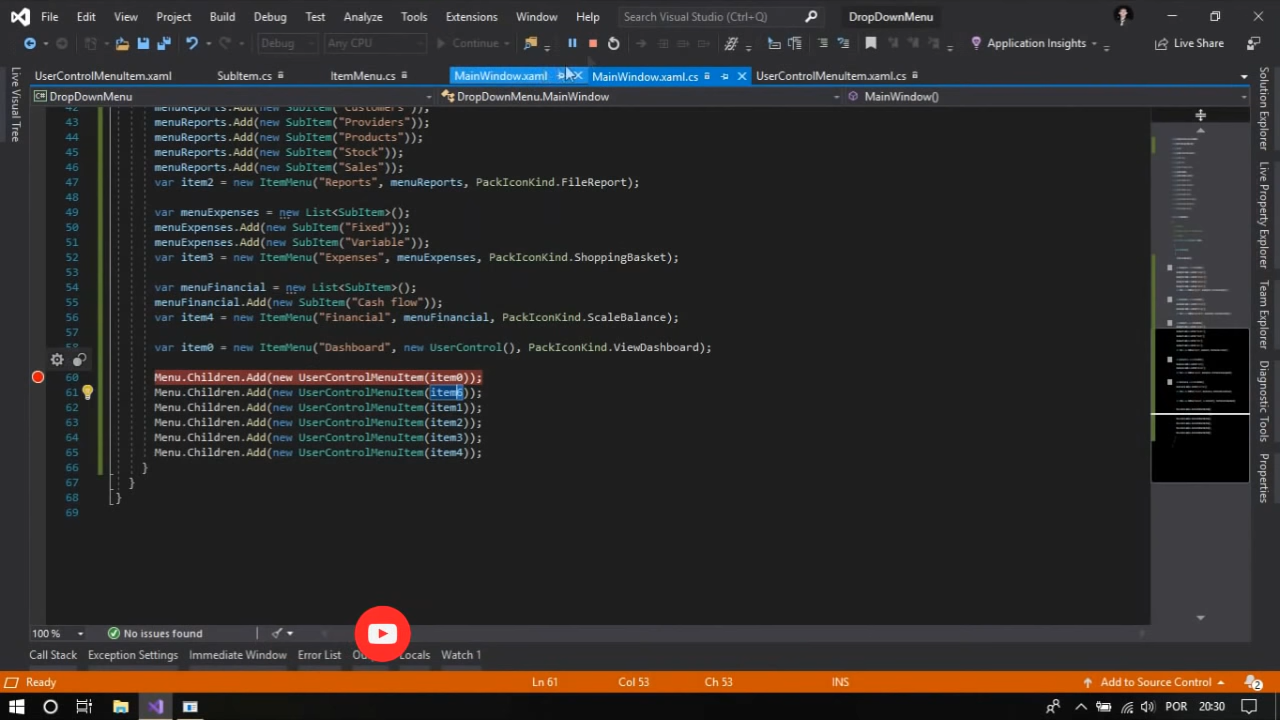 File Edit View Project Build Debug Test Analyze Tools Extensions Window Help Search Visual Studio (Ctrl+Q) DropDownMenu
Debug Any CPU Continue Application Insights Live Share
UserControlMenuItem.xaml SubItem.cs ItemMenu.cs MainWindow.xaml MainWindow.xaml.cs UserControlMenuItem.xaml.cs
DropDownMenu DropDownMenu.MainWindow MainWindow()
Live Visual Tree
42 menuReports.Add(new SubItem("Customers"));
43 menuReports.Add(new SubItem("Providers"));
44 menuReports.Add(new SubItem("Products"));
45 menuReports.Add(new SubItem("Stock"));
46 menuReports.Add(new SubItem("Sales"));
47 var item2 = new ItemMenu("Reports", menuReports, PackIconKind.FileReport);
48
49 var menuExpenses = new List<SubItem>();
50 menuExpenses.Add(new SubItem("Fixed"));
51 menuExpenses.Add(new SubItem("Variable"));
52 var item3 = new ItemMenu("Expenses", menuExpenses, PackIconKind.ShoppingBasket);
53
54 var menuFinancial = new List<SubItem>();
55 menuFinancial.Add(new SubItem("Cash flow"));
56 var item4 = new ItemMenu("Financial", menuFinancial, PackIconKind.ScaleBalance);
57
58 var item0 = new ItemMenu("Dashboard", new UserControl(), PackIconKind.ViewDashboard);
60 Menu.Children.Add(new UserControlMenuItem(item0));
61 Menu.Children.Add(new UserControlMenuItem(item6));
62 Menu.Children.Add(new UserControlMenuItem(item1));
63 Menu.Children.Add(new UserControlMenuItem(item2));
64 Menu.Children.Add(new UserControlMenuItem(item3));
65 Menu.Children.Add(new UserControlMenuItem(item4));
66 }
67 }
68 }
69
Solution Explorer
Live Property Explorer
Team Explorer
Diagnostic Tools
Properties
100 % No issues found
Call Stack Exception Settings Immediate Window Error List Locals Watch 1
Ready Ln 61 Col 53 Ch 53 INS Add to Source Control 2
POR 20:30